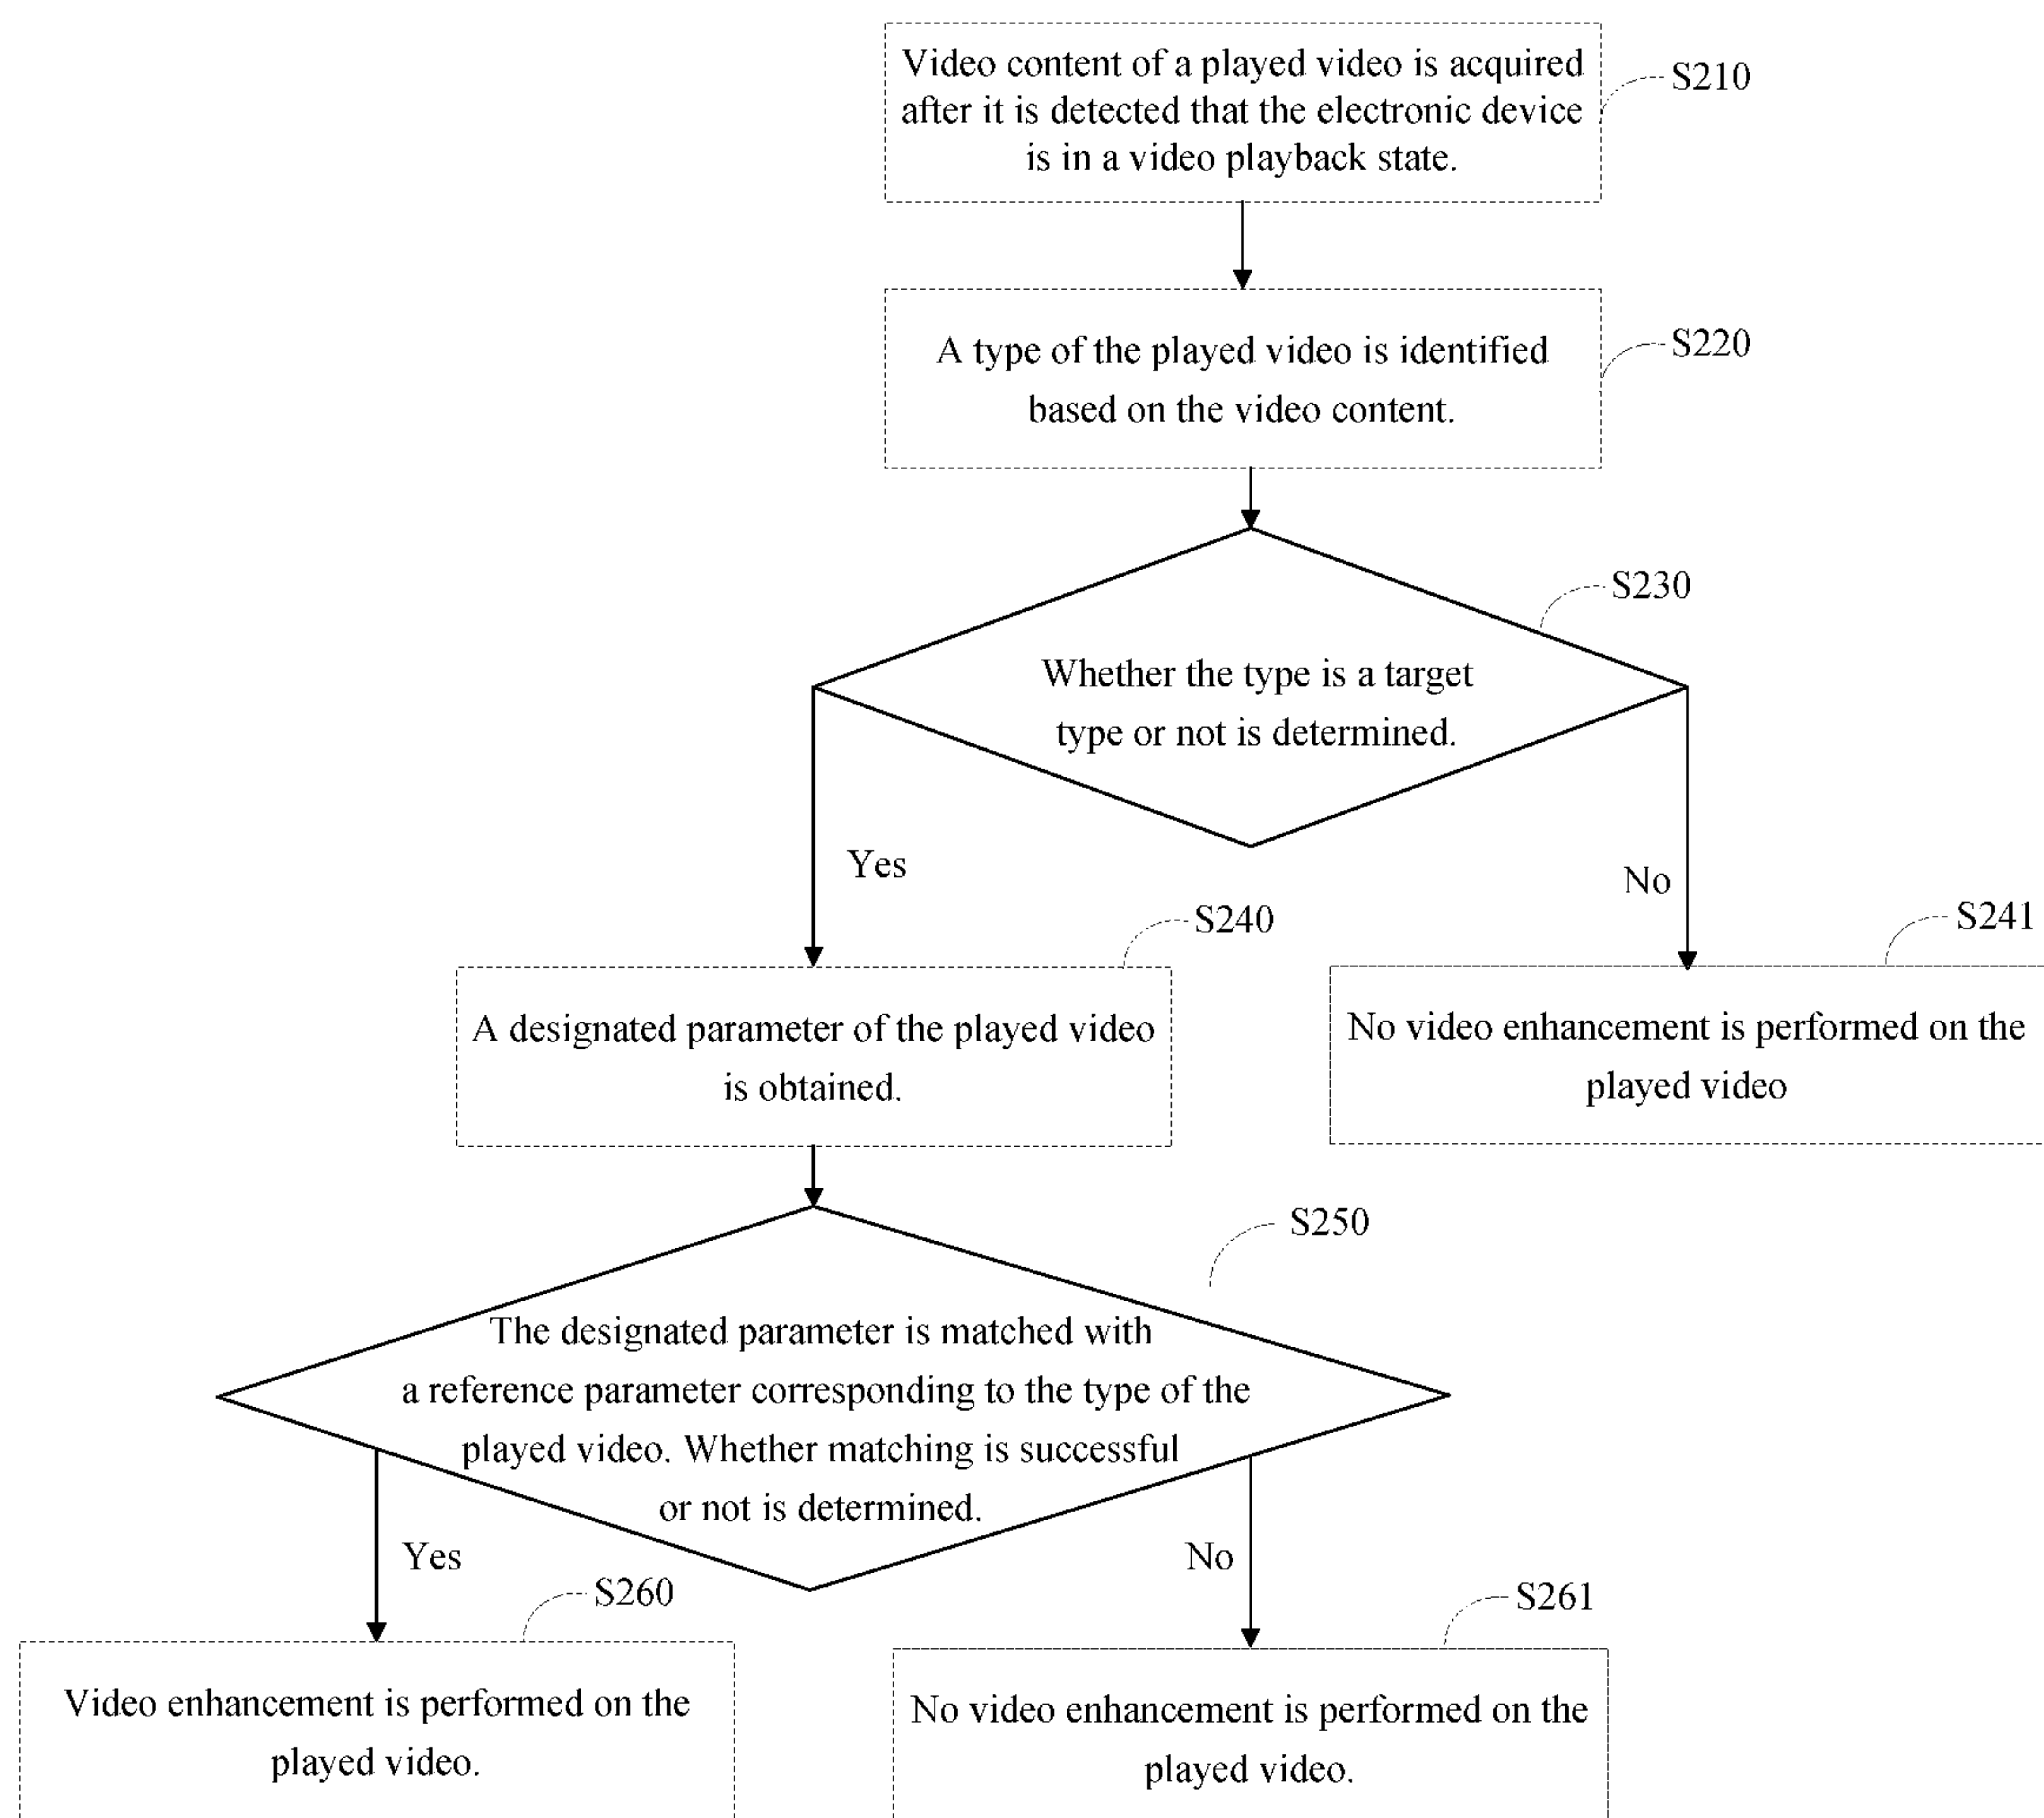 Video content of a played video is acquired
after it is detected that the electronic device
is in a video playback state.
S210
A type of the played video is identified
based on the video content.
S220
S230
Whether the type is a target
type or not is determined.
Yes
No
S240
S241
A designated parameter of the played video
is obtained.
No video enhancement is performed on the
played video
S250
The designated parameter is matched with
a reference parameter corresponding to the type of the
played video. Whether matching is successful
or not is determined.
Yes
No
S260
S261
Video enhancement is performed on the
played video.
No video enhancement is performed on the
played video.